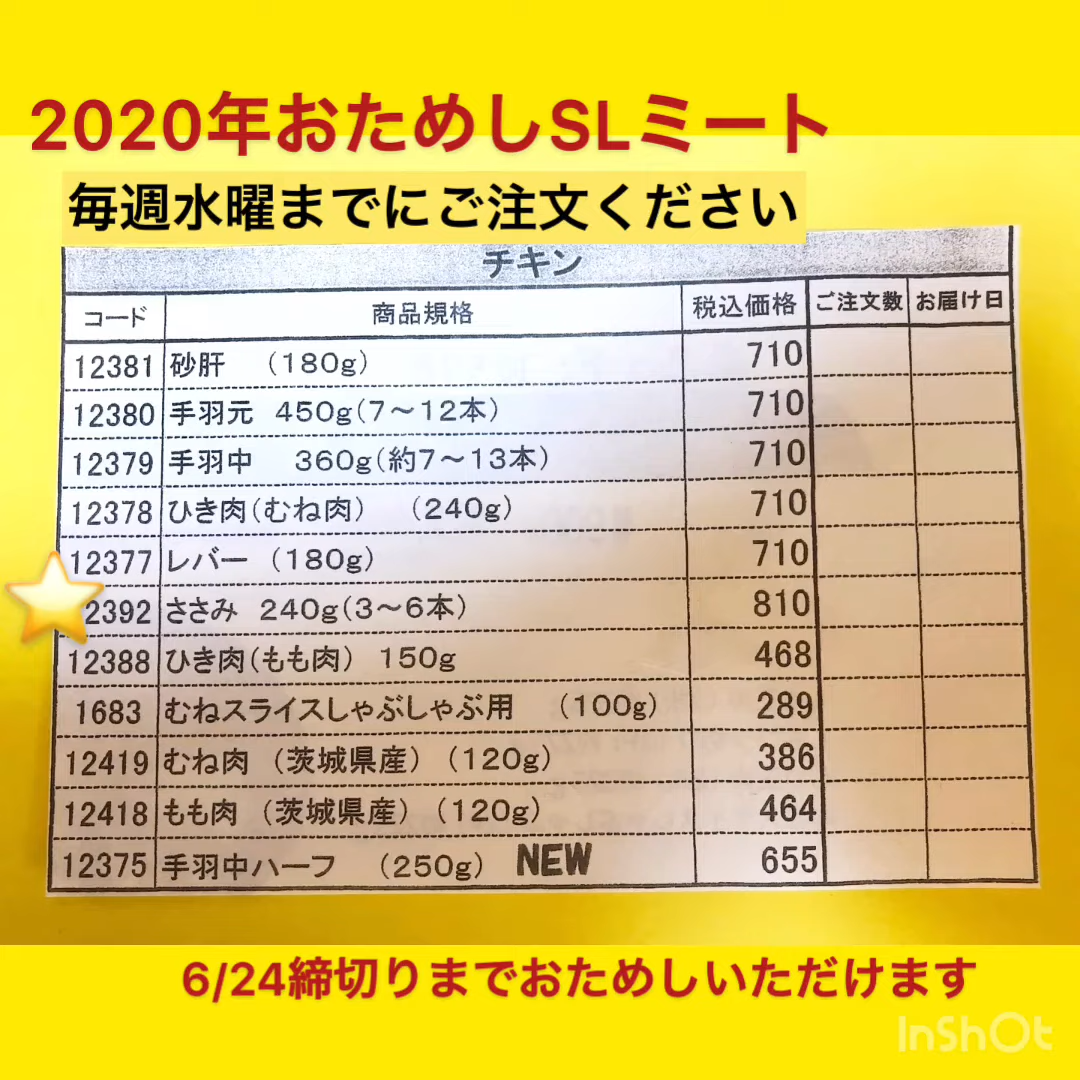 2020年おためしSLミート
毎週水曜までにご注文ください
チキン
コード 商品規格 税込価格 ご注文数 お届け日
12381 砂肝 (180g) 710
12380 手羽元 450g(7~12本) 710
12379 手羽中 360g(約7~13本) 710
12378 ひき肉(むね肉) (240g) 710
12377 レバー (180g) 710
2392 ささみ 240g(3~6本) 810
12388 ひき肉(もも肉) 150g 468
1683 むねスライスしゃぶしゃぶ用 (100g) 289
12419 むね肉 (茨城県産) (120g) 386
12418 もも肉 (茨城県産) (120g) 464
12375 手羽中ハーフ (250g) NEW 655
6/24締切りまでおためしいただけます
InShOt